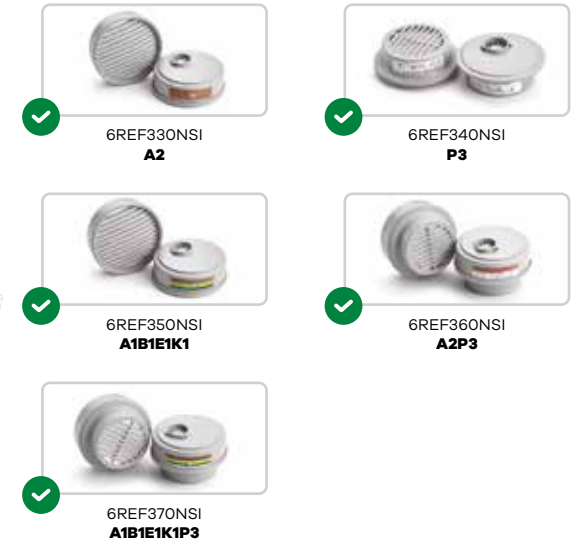 6REF330NSI
A2
6REF340NSI
P3
6REF350NSI
A1B1E1K1
6REF360NSI
A2P3
6REF370NSI
A1B1E1K1P3